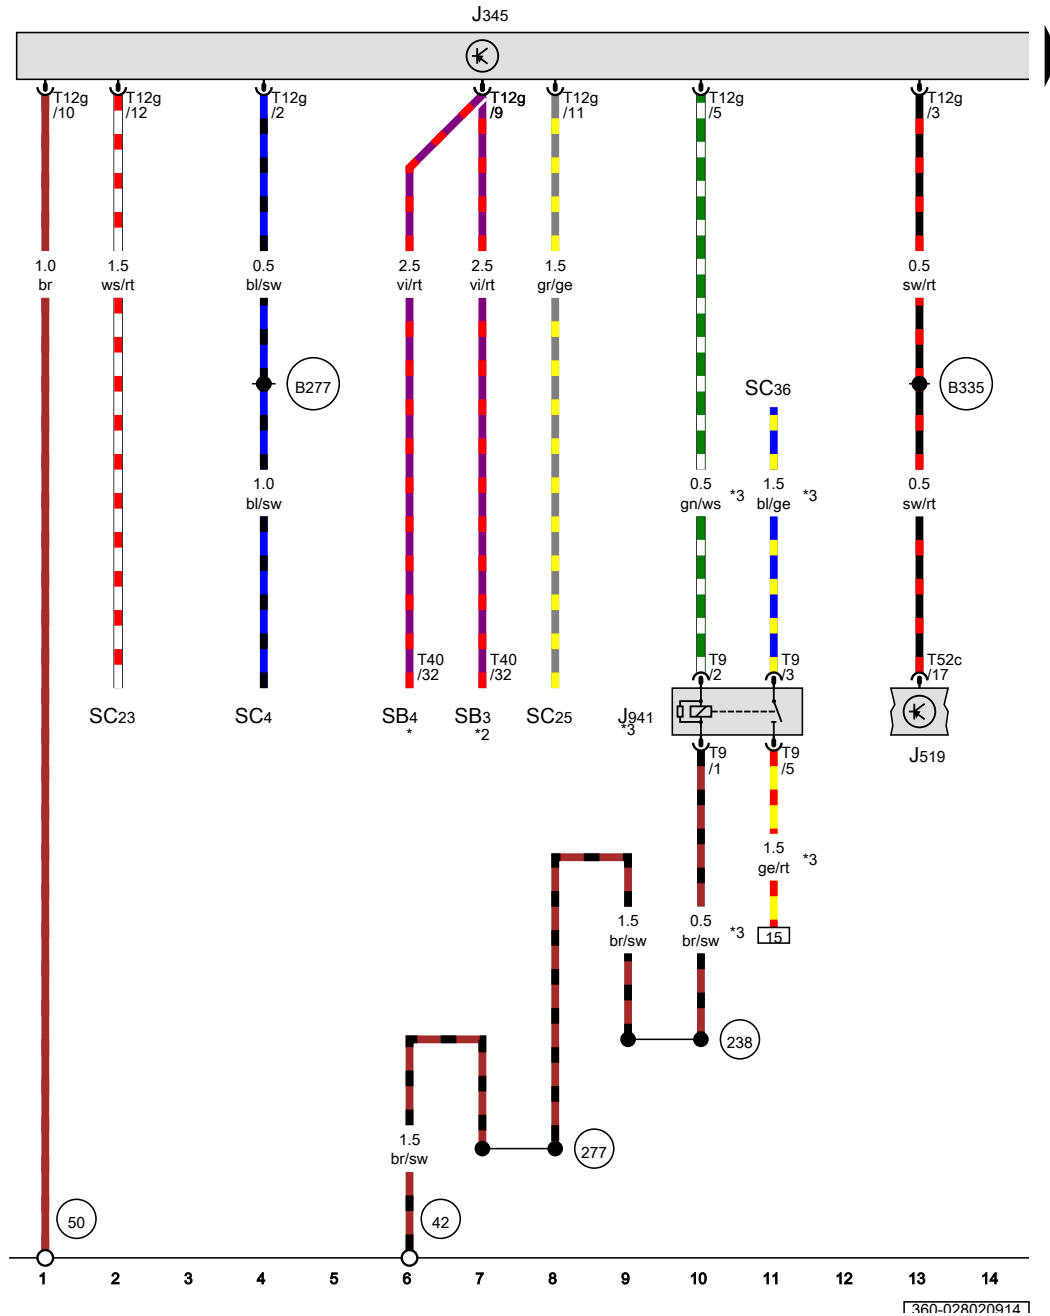 J345
T12g
/10
T12g
/12
T12g
/2
T12g
/9
T12g
/11
T12g
/5
T12g
/3
1.0
br
1.5
ws/rt
0.5
bl/sw
2.5
vi/rt
2.5
vi/rt
1.5
gr/ge
0.5
sw/rt
B277
SC36
B335
1.0
bl/sw
0.5
gn/ws
*3
1.5
bl/ge
*3
0.5
sw/rt
T40
/32
T40
/32
T9
/2
T9
/3
T52c
/17
SC23
SC4
SB4
*
SB3
*2
SC25
J941
*3
J519
T9
/1
T9
/5
1.5
ge/rt
*3
1.5
br/sw
0.5
br/sw
*3
15
238
1.5
br/sw
277
50
42
1 2 3 4 5 6 7 8 9 10 11 12 13 14
360-028020914